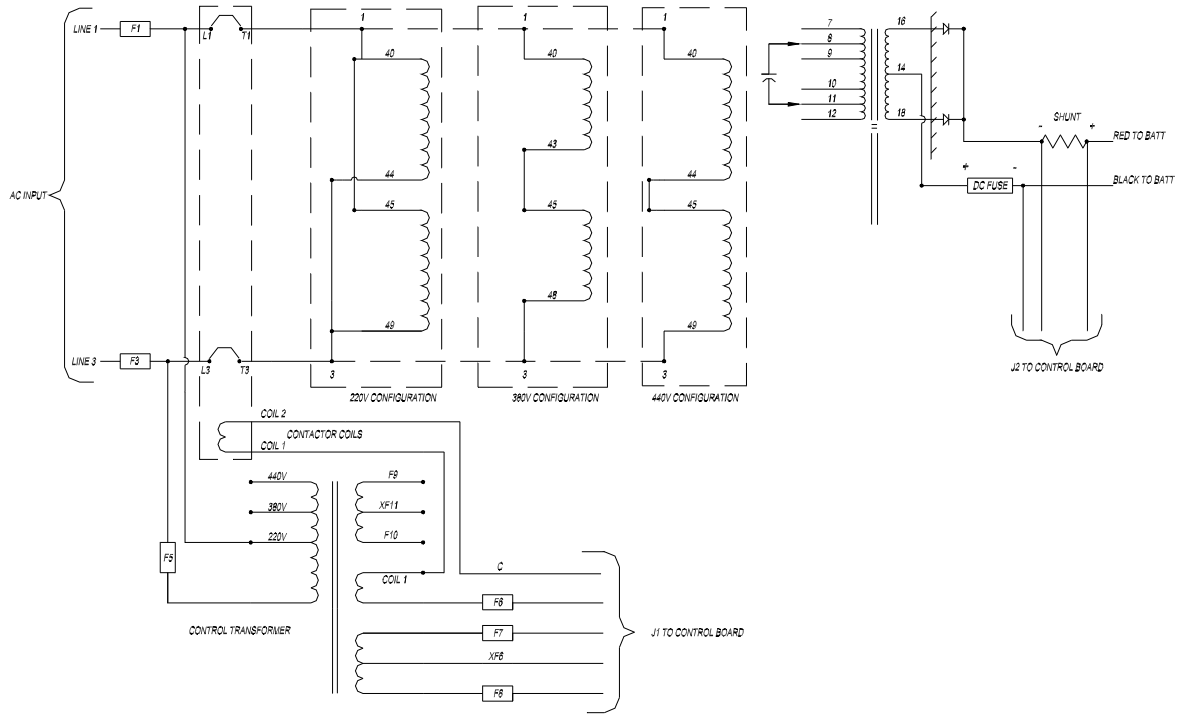 LINE 1
F1
L1
T1
1
40
44
45
49
3
220V CONFIGURATION
1
40
43
45
48
3
380V CONFIGURATION
1
40
44
45
49
3
440V CONFIGURATION
7
8
9
10
11
12
16
14
18
SHUNT
-
+
RED TO BATT
+
-
DC FUSE
BLACK TO BATT
J2 TO CONTROL BOARD
AC INPUT
LINE 3
F3
L3
T3
COIL 2
CONTACTOR COILS
COIL 1
440V
380V
220V
F5
F9
XF11
F10
COIL 1
C
F6
F7
XF6
F8
CONTROL TRANSFORMER
J1 TO CONTROL BOARD